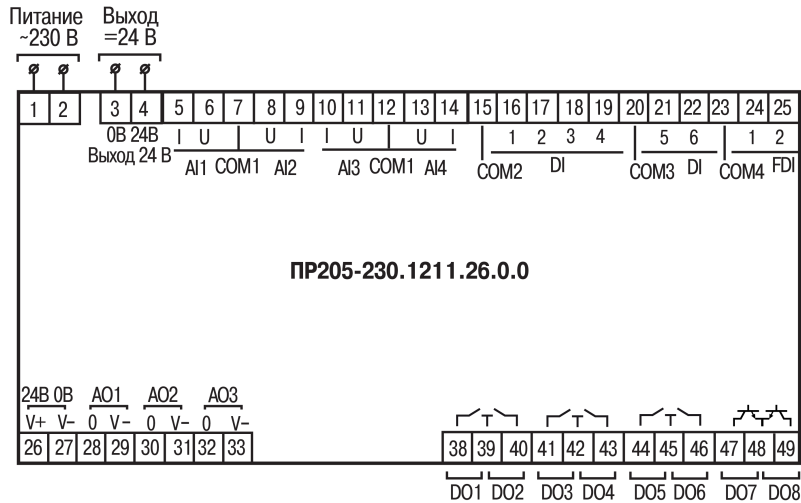 Питание Выход
~230 В =24 В
1 2 3 4 5 6 7 8 9 10 11 12 13 14 15 16 17 18 19 20 21 22 23 24 25
0В 24В I U U I I U U I 1 2 3 4 5 6 1 2
Выход 24 В AI1 COM1 AI2 AI3 COM1 AI4 COM2 DI COM3 DI COM4 FDI
ПР205-230.1211.26.0.0
24В 0В AO1 AO2 AO3
V+ V– 0 V– 0 V– 0 V–
26 27 28 29 30 31 32 33 38 39 40 41 42 43 44 45 46 47 48 49
DO1 DO2 DO3 DO4 DO5 DO6 DO7 DO8